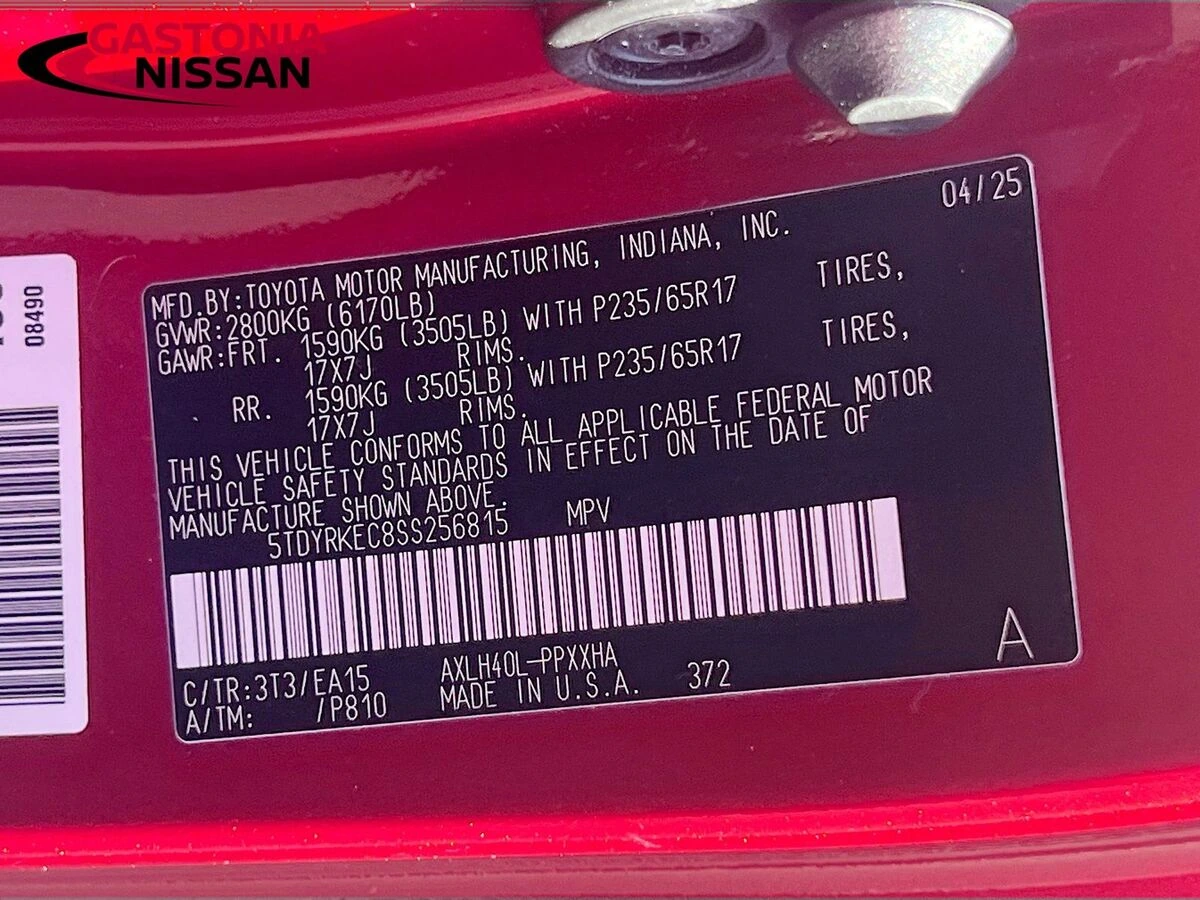 GASTONIA
NISSAN
08490
04/25
MFD.BY:TOYOTA MOTOR MANUFACTURING, INDIANA, INC.
GVWR:2800KG (6170LB)
GAWR:FRT. 1590KG (3505LB) WITH P235/65R17 TIRES,
17X7J RIMS.
RR. 1590KG (3505LB) WITH P235/65R17 TIRES,
17X7J RIMS.
THIS VEHICLE CONFORMS TO ALL APPLICABLE FEDERAL MOTOR
VEHICLE SAFETY STANDARDS IN EFFECT ON THE DATE OF
MANUFACTURE SHOWN ABOVE.
5TDYRKEC8SS256815 MPV
C/TR:3T3/EA15 AXLH40L-PPXXHA
A/TM: /P810 MADE IN U.S.A. 372
A